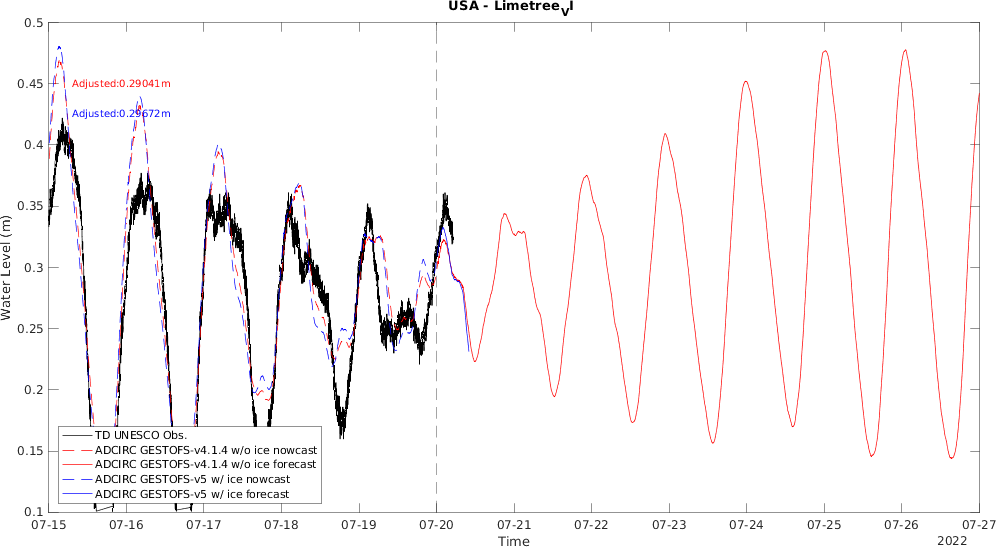 USA - Limetree_VI
Adjusted:0.29041m
Adjusted:0.29672m
Water Level (m)
0.5
0.45
0.4
0.35
0.3
0.25
0.2
0.15
0.1
TD UNESCO Obs.
ADCIRC GESTOFS-v4.1.4 w/o ice nowcast
ADCIRC GESTOFS-v4.1.4 w/o ice forecast
ADCIRC GESTOFS-v5 w/ ice nowcast
ADCIRC GESTOFS-v5 w/ ice forecast
07-15 07-16 07-17 07-18 07-19 07-20 07-21 07-22 07-23 07-24 07-25 07-26 07-27
Time
2022